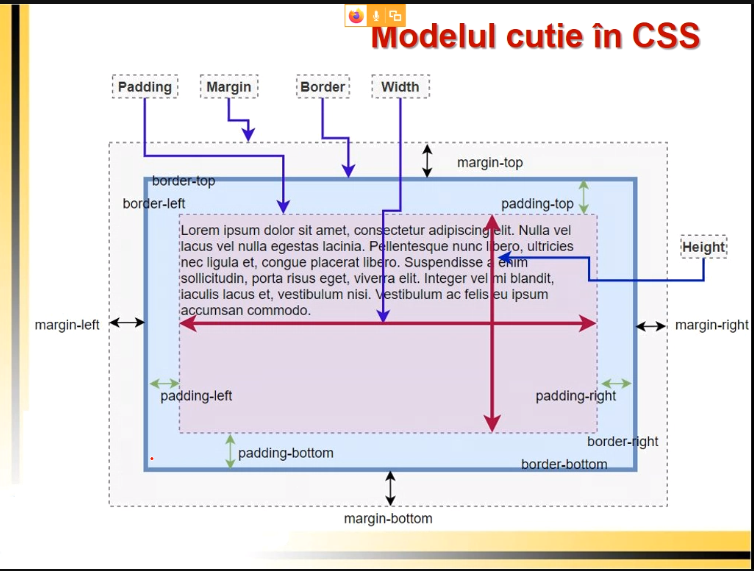 Modelul cutie în CSS
Padding
Margin
Border
Width
margin-top
border-top
border-left
padding-top
Lorem ipsum dolor sit amet, consectetur adipiscing elit. Nulla vel
lacus vel nulla egestas lacinia. Pellentesque nunc libero, ultricies
nec ligula et, congue placerat libero. Suspendisse a enim
sollicitudin, porta risus eget, viverra elit. Integer vel mi blandit,
iaculis lacus et, vestibulum nisi. Vestibulum ac felis eu ipsum
accumsan commodo.
Height
margin-left
margin-right
padding-left
padding-right
border-right
padding-bottom
border-bottom
margin-bottom